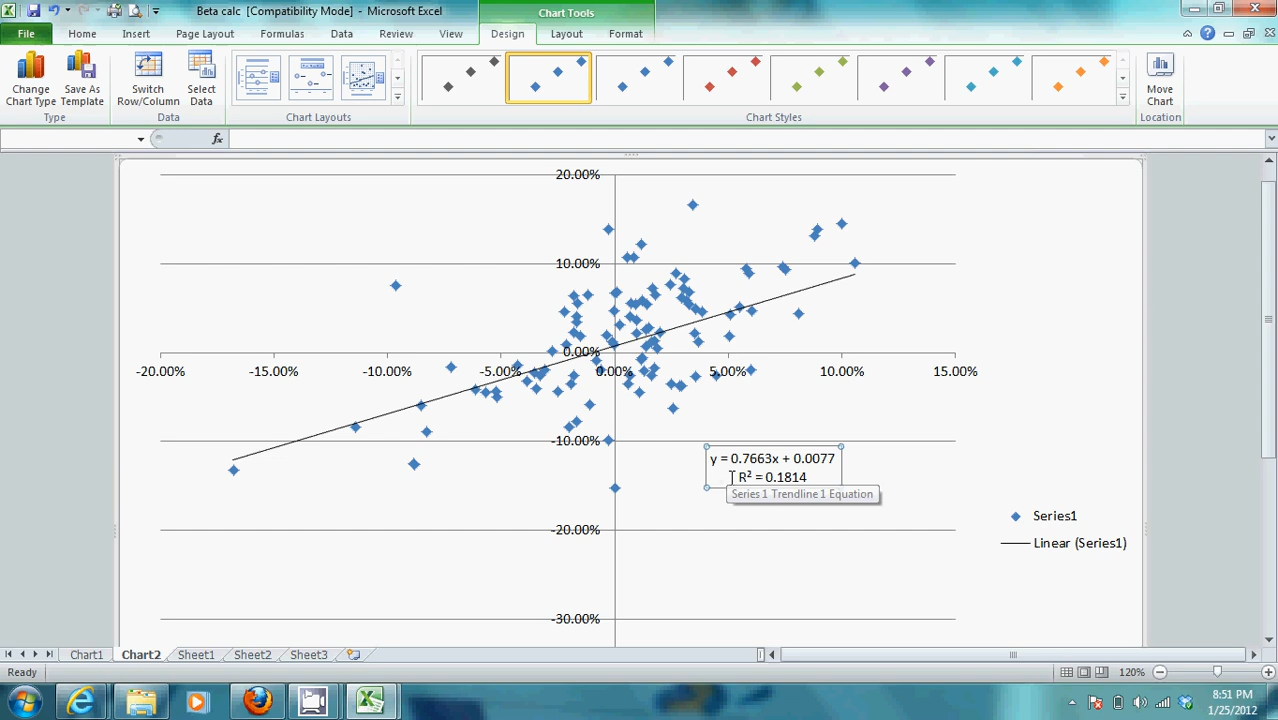 Beta calc [Compatibility Mode] - Microsoft Excel
Chart Tools
File Home Insert Page Layout Formulas Data Review View Design Layout Format
Change Chart Type
Save As Template
Switch Row/Column
Select Data
Move Chart
Type Data Chart Layouts Chart Styles Location
fx
20.00%
10.00%
0.00%
-20.00% -15.00% -10.00% -5.00% 0.00% 5.00% 10.00% 15.00%
-10.00%
y = 0.7663x + 0.0077
R² = 0.1814
Series 1 Trendline 1 Equation
Series1
-20.00%
Linear (Series1)
-30.00%
Chart1 Chart2 Sheet1 Sheet2 Sheet3
Ready 120%
8:51 PM
1/25/2012